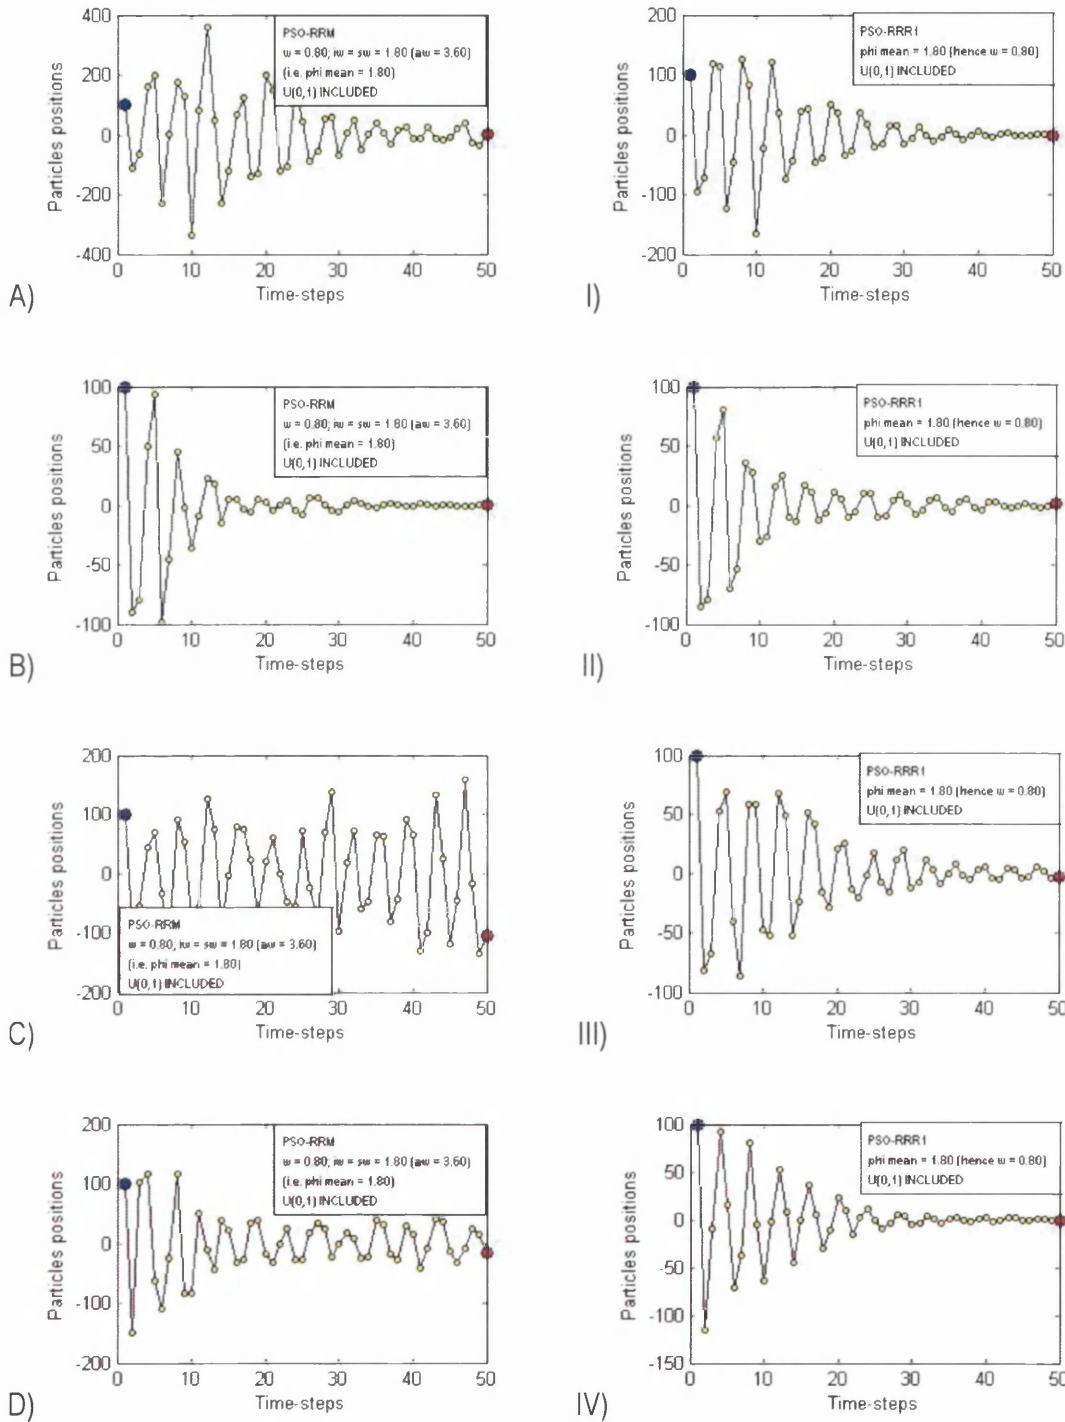 400
200
0
-200
-400
Particles positions
PSO-RRM
w = 0.80; iw = sw = 1.80 (aw = 3.60)
(i.e. phi mean = 1.80)
U(0,1) INCLUDED
0 10 20 30 40 50
Time-steps
A)
200
100
0
-100
-200
Particles positions
PSO-RRR1
phi mean = 1.80 (hence w = 0.80)
U(0,1) INCLUDED
0 10 20 30 40 50
Time-steps
I)
100
50
0
-50
-100
Particles positions
PSO-RRM
w = 0.80; iw = sw = 1.80 (aw = 3.60)
(i.e. phi mean = 1.80)
U(0,1) INCLUDED
0 10 20 30 40 50
Time-steps
B)
100
50
0
-50
-100
Particles positions
PSO-RRR1
phi mean = 1.80 (hence w = 0.80)
U(0,1) INCLUDED
0 10 20 30 40 50
Time-steps
II)
200
100
0
-100
-200
Particles positions
PSO-RRM
w = 0.80; iw = sw = 1.80 (aw = 3.60)
(i.e. phi mean = 1.80)
U(0,1) INCLUDED
0 10 20 30 40 50
Time-steps
C)
100
50
0
-50
-100
Particles positions
PSO-RRR1
phi mean = 1.80 (hence w = 0.80)
U(0,1) INCLUDED
0 10 20 30 40 50
Time-steps
III)
200
100
0
-100
-200
Particles positions
PSO-RRM
w = 0.80; iw = sw = 1.80 (aw = 3.60)
(i.e. phi mean = 1.80)
U(0,1) INCLUDED
0 10 20 30 40 50
Time-steps
D)
100
50
0
-50
-100
-150
Particles positions
PSO-RRR1
phi mean = 1.80 (hence w = 0.80)
U(0,1) INCLUDED
0 10 20 30 40 50
Time-steps
IV)